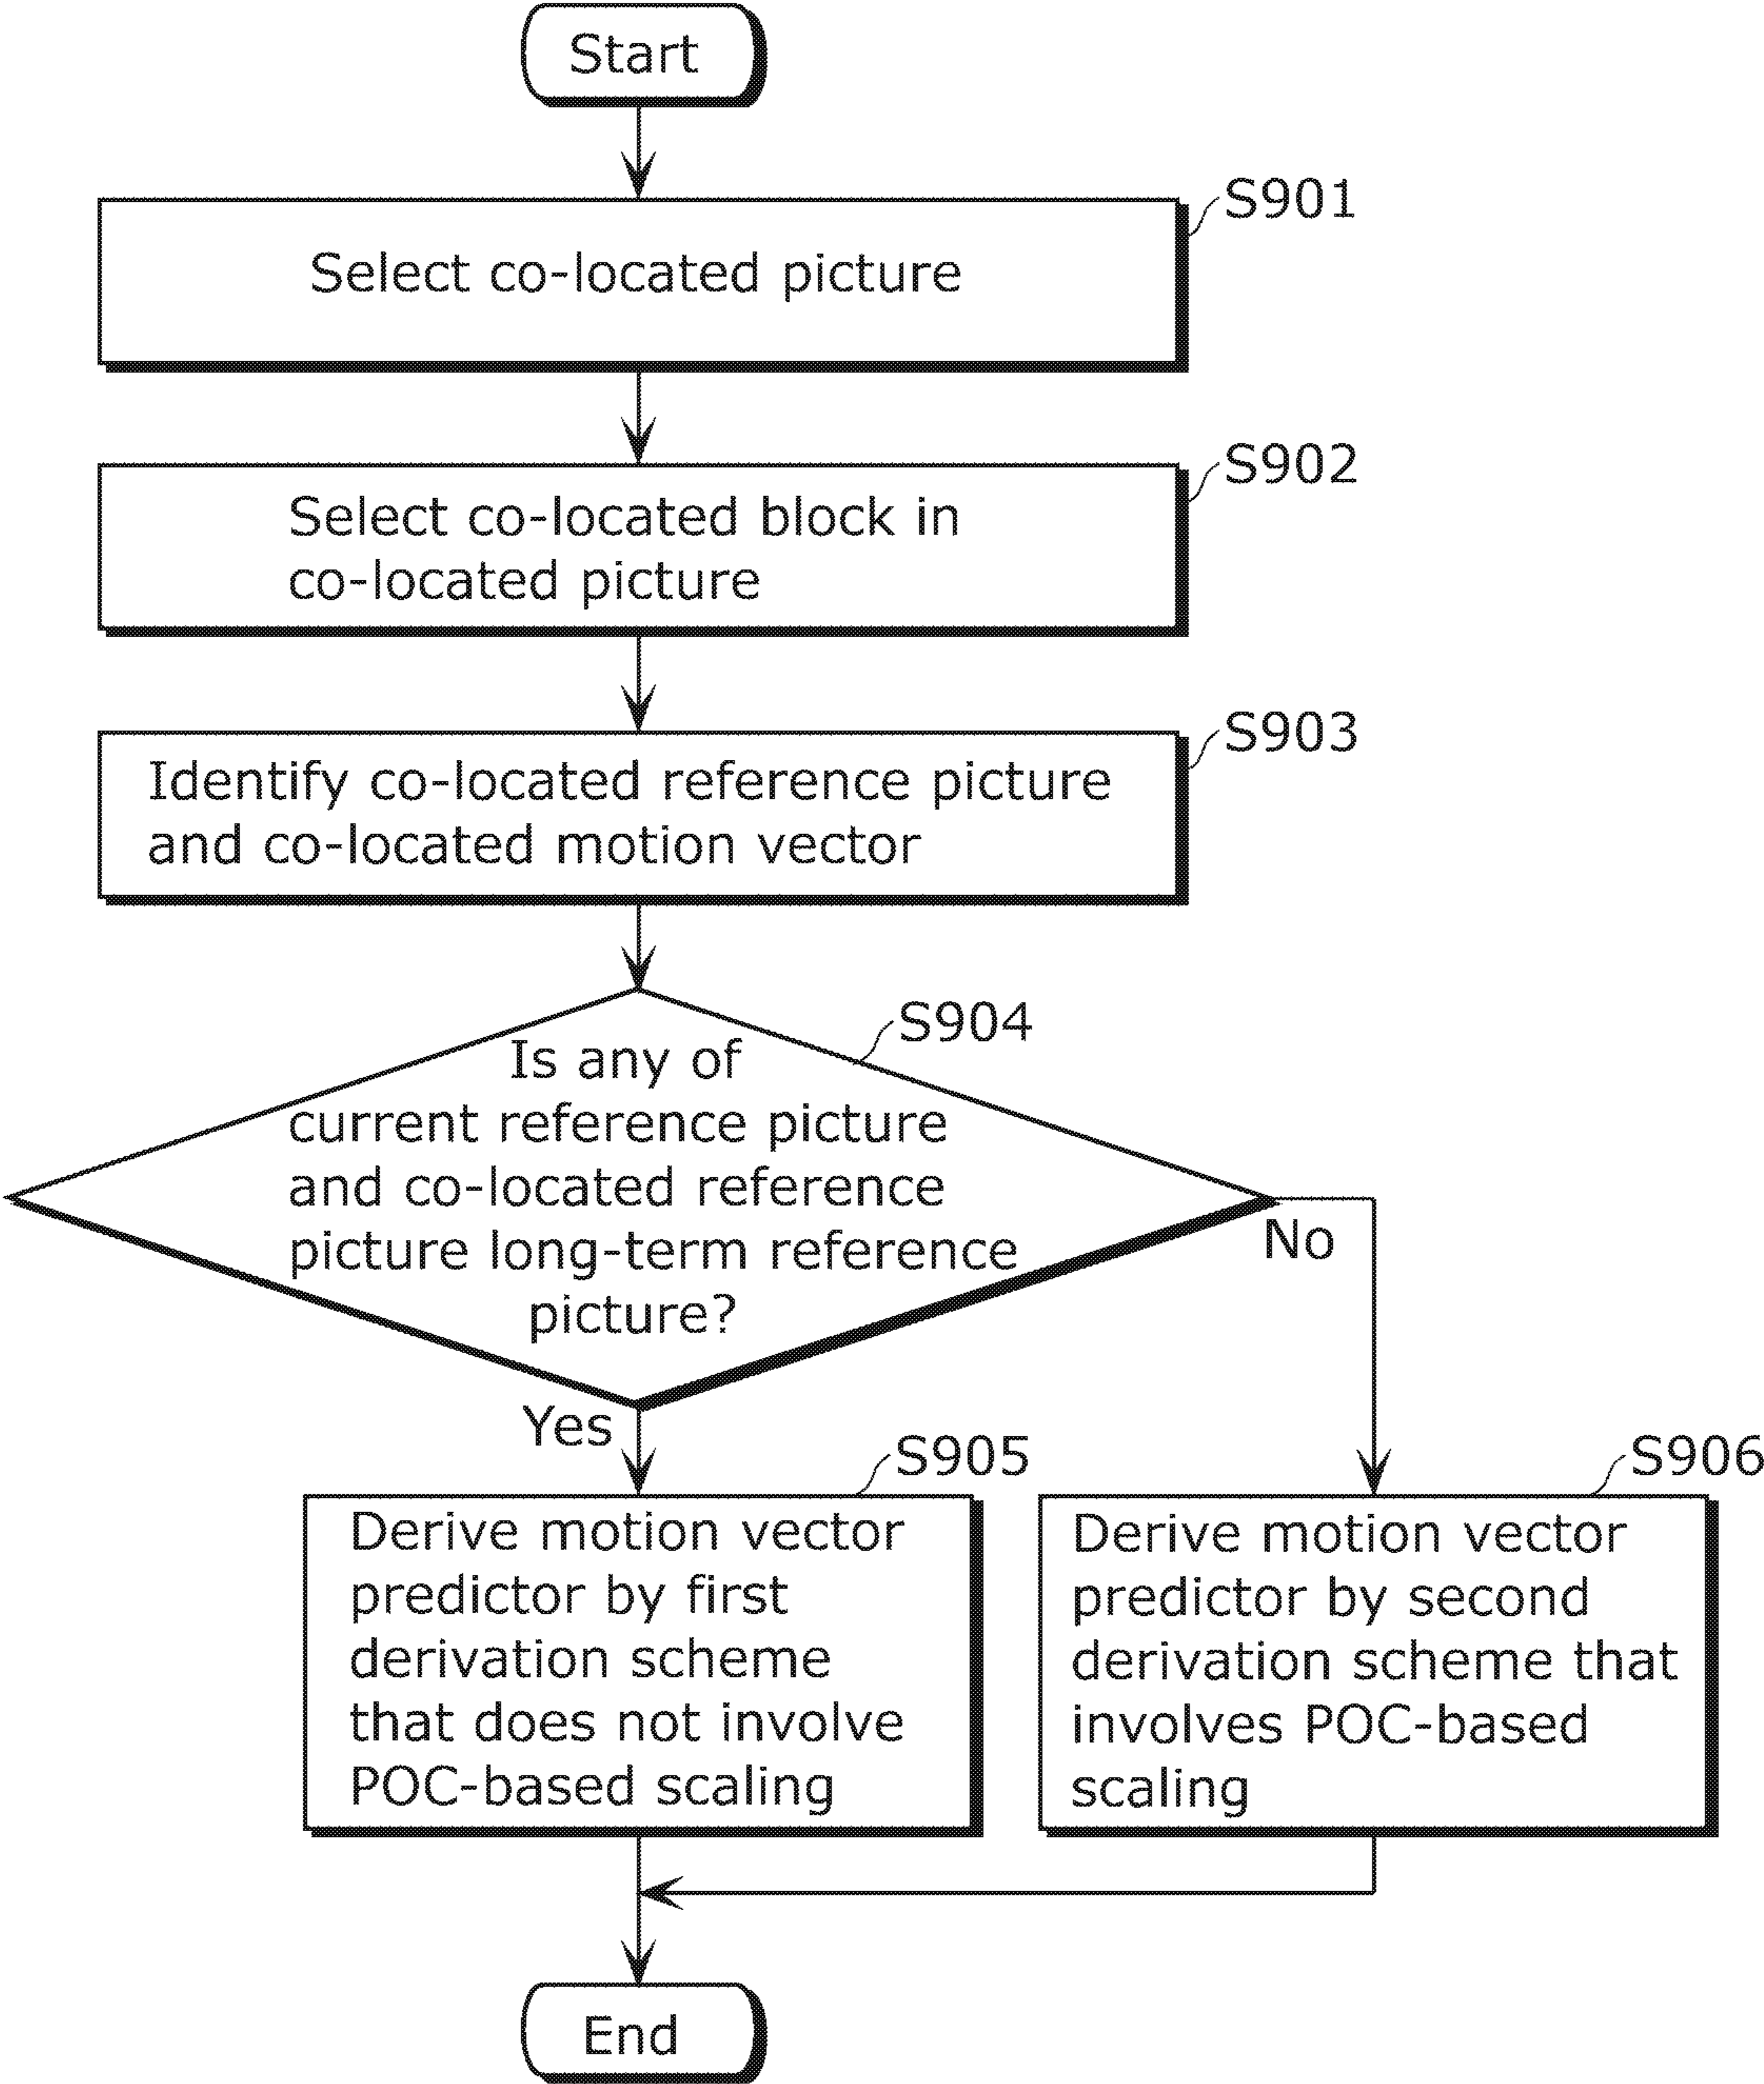 Start
S901
Select co-located picture
S902
Select co-located block in
co-located picture
S903
Identify co-located reference picture
and co-located motion vector
S904
Is any of
current reference picture
and co-located reference
picture long-term reference
picture?
No
Yes
S905
Derive motion vector
predictor by first
derivation scheme
that does not involve
POC-based scaling
S906
Derive motion vector
predictor by second
derivation scheme that
involves POC-based
scaling
End